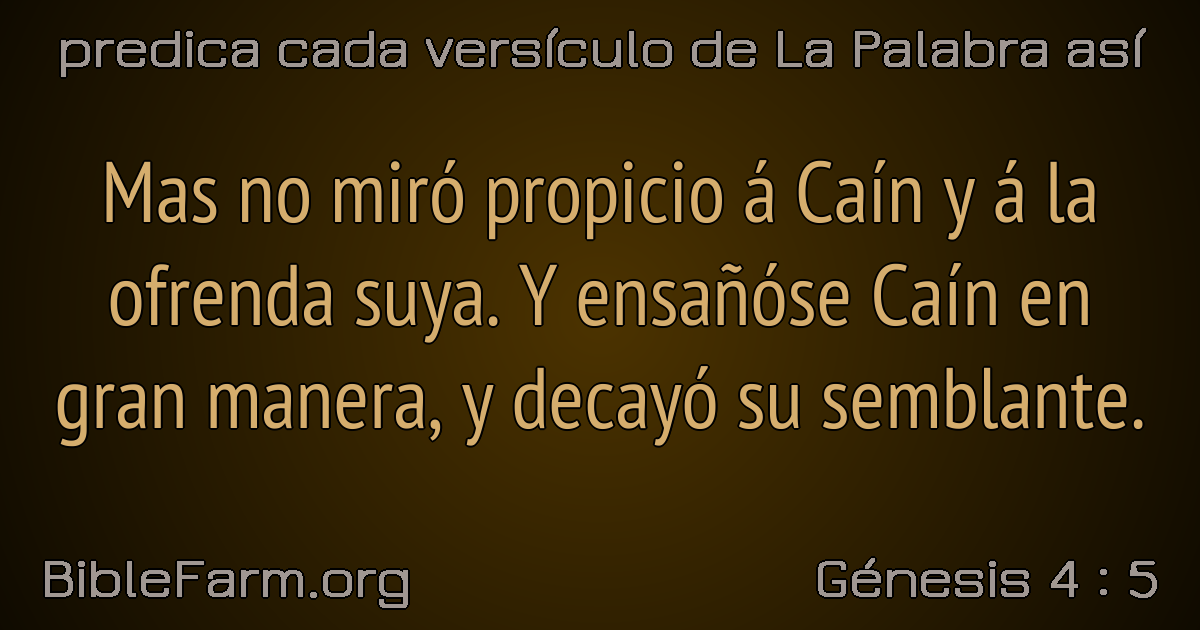 predica cada versículo de La Palabra así
Mas no miró propicio á Caín y á la
ofrenda suya. Y ensañóse Caín en
gran manera, y decayó su semblante.
BibleFarm.org
Génesis 4 : 5